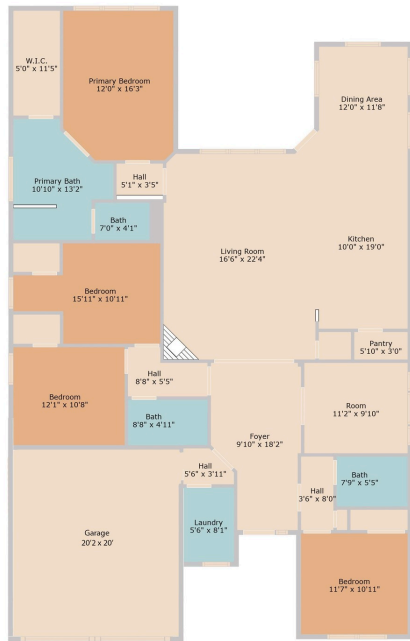 W.I.C.
5'0" x 11'5"
Primary Bedroom
12'0" x 16'3"
Dining Area
12'0" x 11'8"
Primary Bath
10'10" x 13'2"
Hall
5'1" x 3'5"
Bath
7'0" x 4'1"
Living Room
16'6" x 22'4"
Kitchen
10'0" x 19'0"
Bedroom
15'11" x 10'11"
Pantry
5'10" x 3'0"
Hall
8'8" x 5'5"
Bedroom
12'1" x 10'8"
Room
11'2" x 9'10"
Bath
8'8" x 4'11"
Foyer
9'10" x 18'2"
Hall
5'6" x 3'11"
Bath
7'9" x 5'5"
Hall
3'6" x 8'0"
Laundry
5'6" x 8'1"
Garage
20'2 x 20'
Bedroom
11'7" x 10'11"